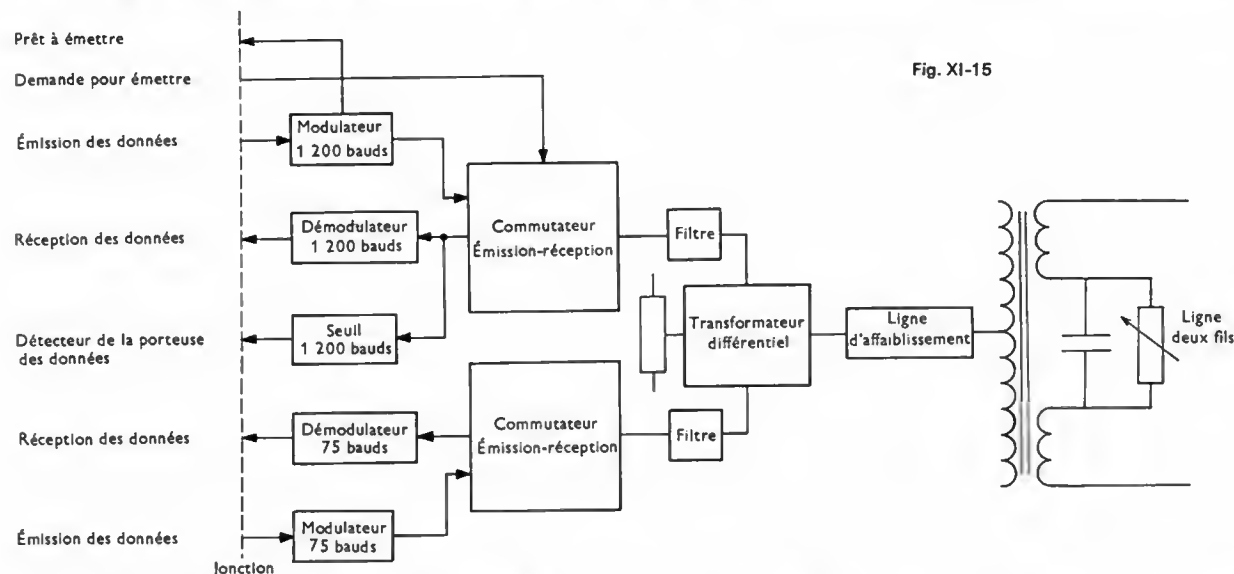 Prêt à émettre
Demande pour émettre
Fig. XI-15
Émission des données
Modulateur
1 200 bauds
Réception des données
Démodulateur
1 200 bauds
Commutateur
Émission-réception
Filtre
Détecteur de la porteuse
des données
Seuil
1 200 bauds
Transformateur
différentiel
Ligne
d'affaiblissement
Ligne
deux fils
Réception des données
Démodulateur
75 bauds
Commutateur
Émission-réception
Filtre
Émission des données
Modulateur
75 bauds
Jonction